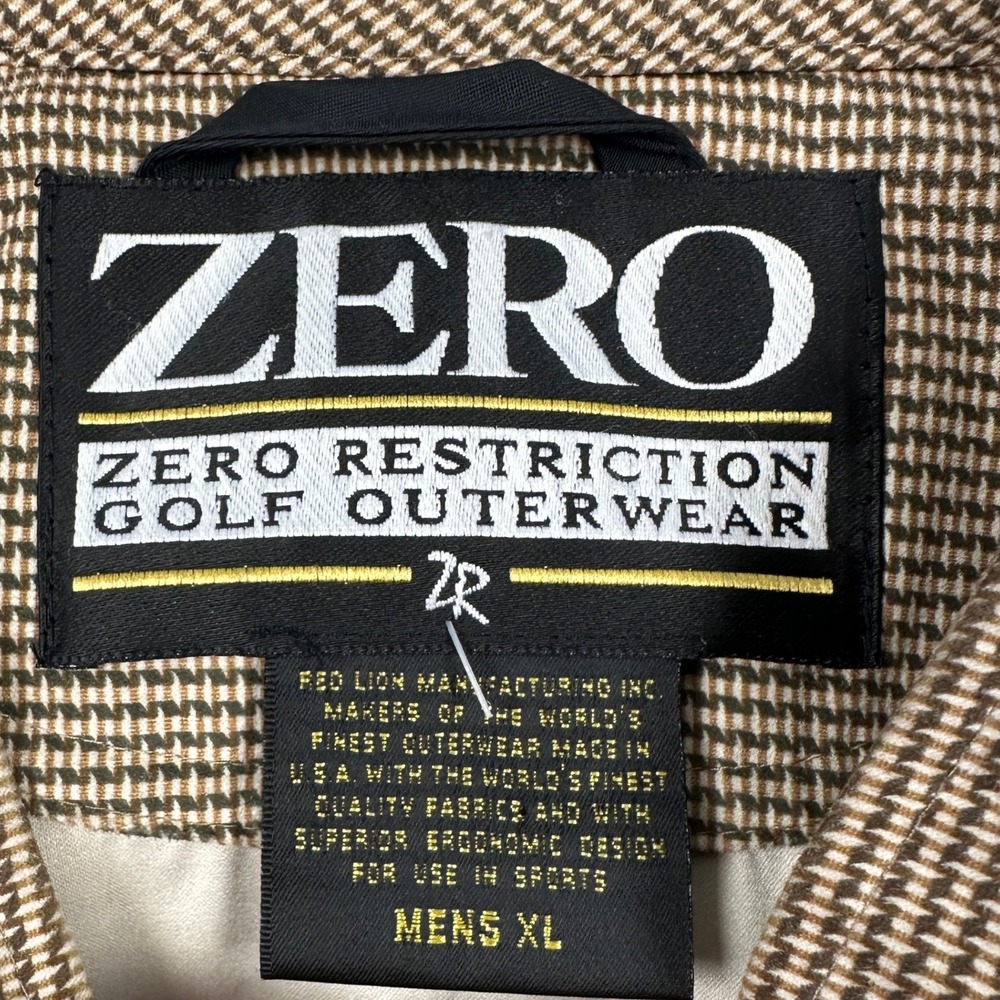 ZERO
ZERO RESTRICTION
GOLF OUTERWEAR
ZR
RED LION MANUFACTURING INC.
MAKERS OF THE WORLD'S
FINEST OUTERWEAR MADE IN
U.S.A. WITH THE WORLD'S FINEST
QUALITY FABRICS AND WITH
SUPERIOR ERGONOMIC DESIGN
FOR USE IN SPORTS
MENS XL